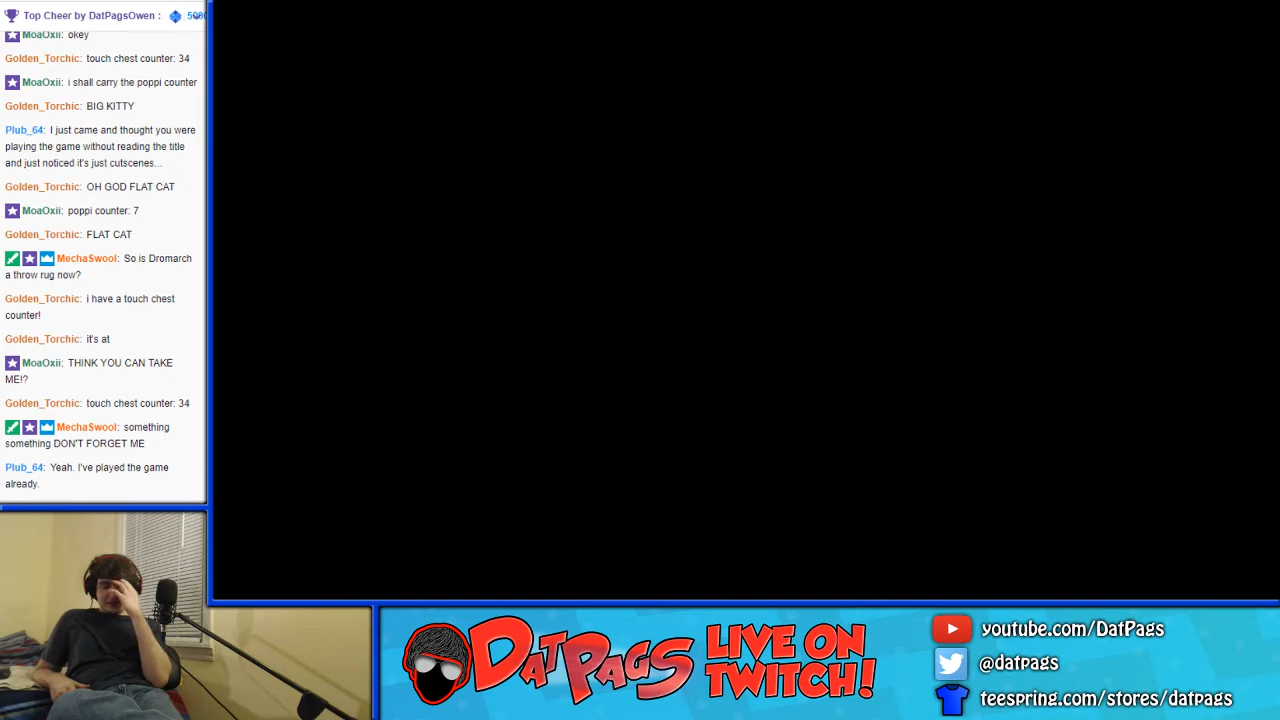 Top Cheer by DatPagsOwen :
MoaOxii: okey
Golden_Torchic: touch chest counter: 34
MoaOxii: i shall carry the poppi counter
Golden_Torchic: BIG KITTY
Plub_64: I just came and thought you were
playing the game without reading the title
and just noticed it's just cutscenes...
Golden_Torchic: OH GOD FLAT CAT
MoaOxii: poppi counter: 7
Golden_Torchic: FLAT CAT
MechaSwool: So is Dromarch
a throw rug now?
Golden_Torchic: i have a touch chest
counter!
Golden_Torchic: it's at
MoaOxii: THINK YOU CAN TAKE
ME!?
Golden_Torchic: touch chest counter: 34
MechaSwool: something
something DON'T FORGET ME
Plub_64: Yeah. I've played the game
already.
DATPAGS
LIVE ON
TWITCH!
youtube.com/DatPags
@datpags
teespring.com/stores/datpags